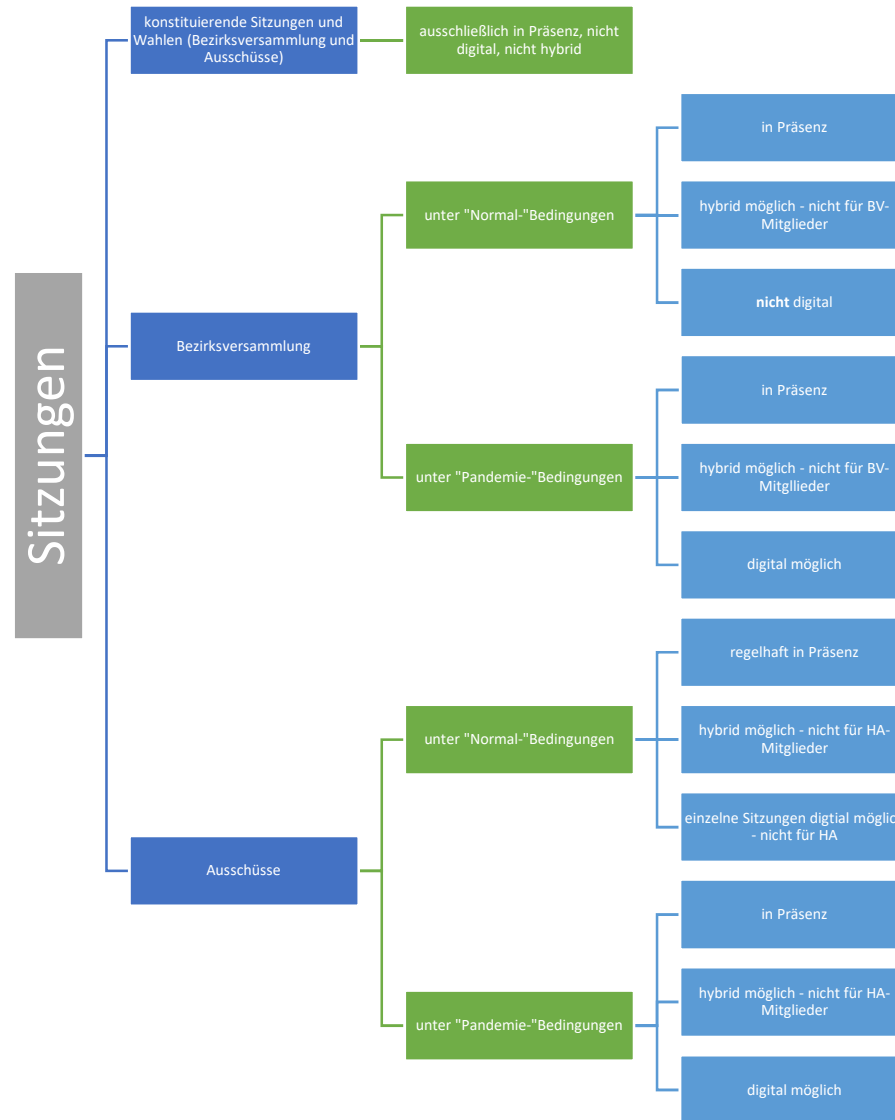 Sitzungen
konstituierende Sitzungen und
Wahlen (Bezirksversammlung und
Ausschüsse)
ausschließlich in Präsenz, nicht
digital, nicht hybrid
Bezirksversammlung
unter "Normal-"Bedingungen
in Präsenz
hybrid möglich - nicht für BV-
Mitglieder
nicht digital
unter "Pandemie-"Bedingungen
in Präsenz
hybrid möglich - nicht für BV-
Mitgllieder
digital möglich
Ausschüsse
unter "Normal-"Bedingungen
regelhaft in Präsenz
hybrid möglich - nicht für HA-
Mitglieder
einzelne Sitzungen digtial möglic
- nicht für HA
unter "Pandemie-"Bedingungen
in Präsenz
hybrid möglich - nicht für HA-
Mitglieder
digital möglich